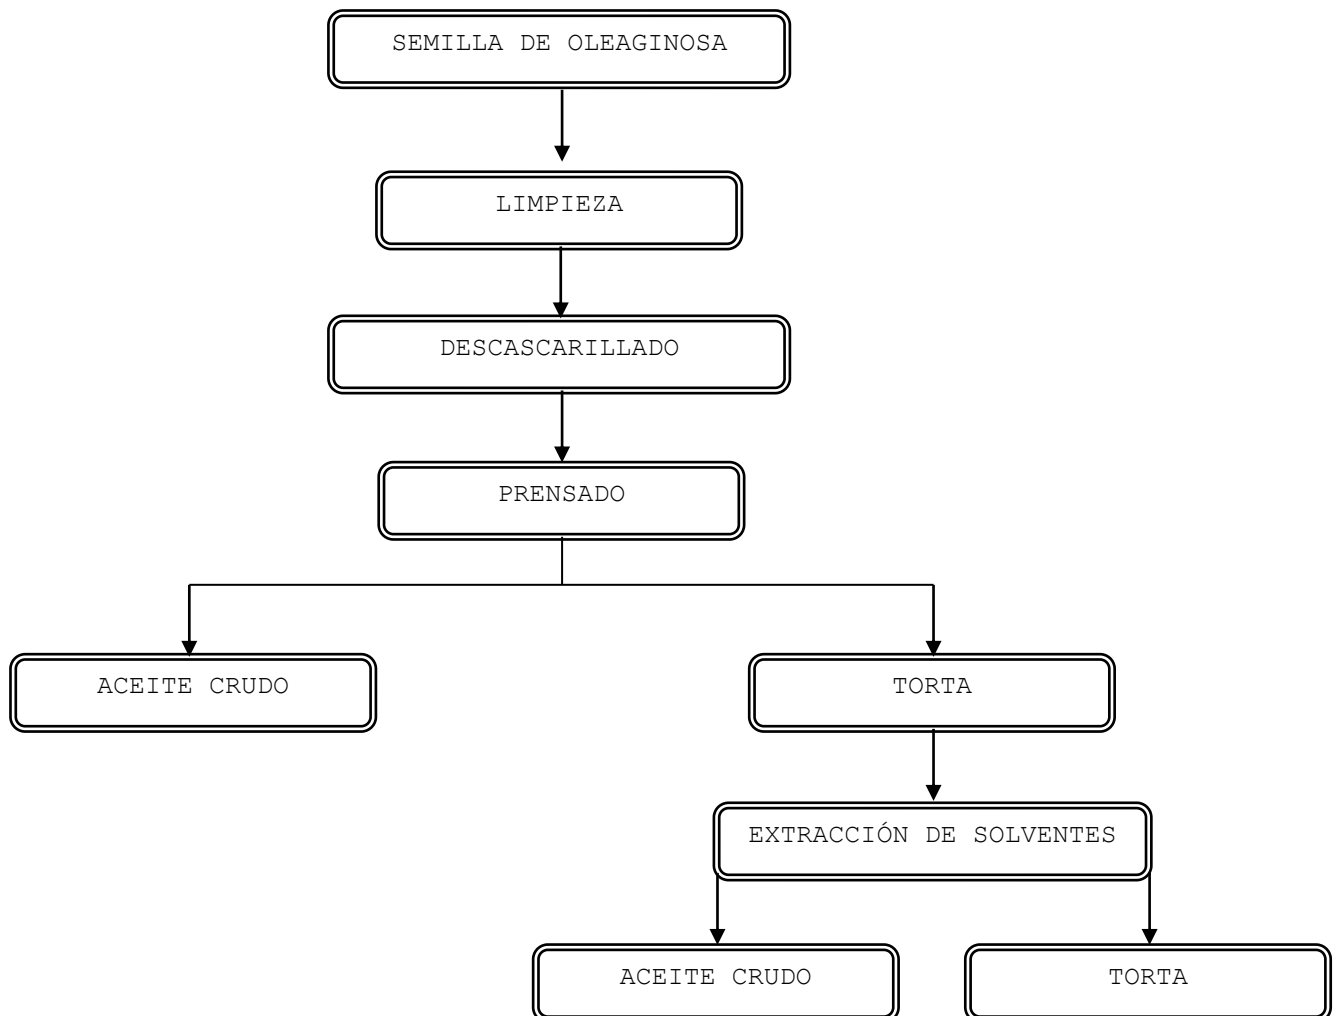 SEMILLA DE OLEAGINOSA
LIMPIEZA
DESCASCARILLADO
PRENSADO
ACEITE CRUDO
TORTA
EXTRACCIÓN DE SOLVENTES
ACEITE CRUDO
TORTA